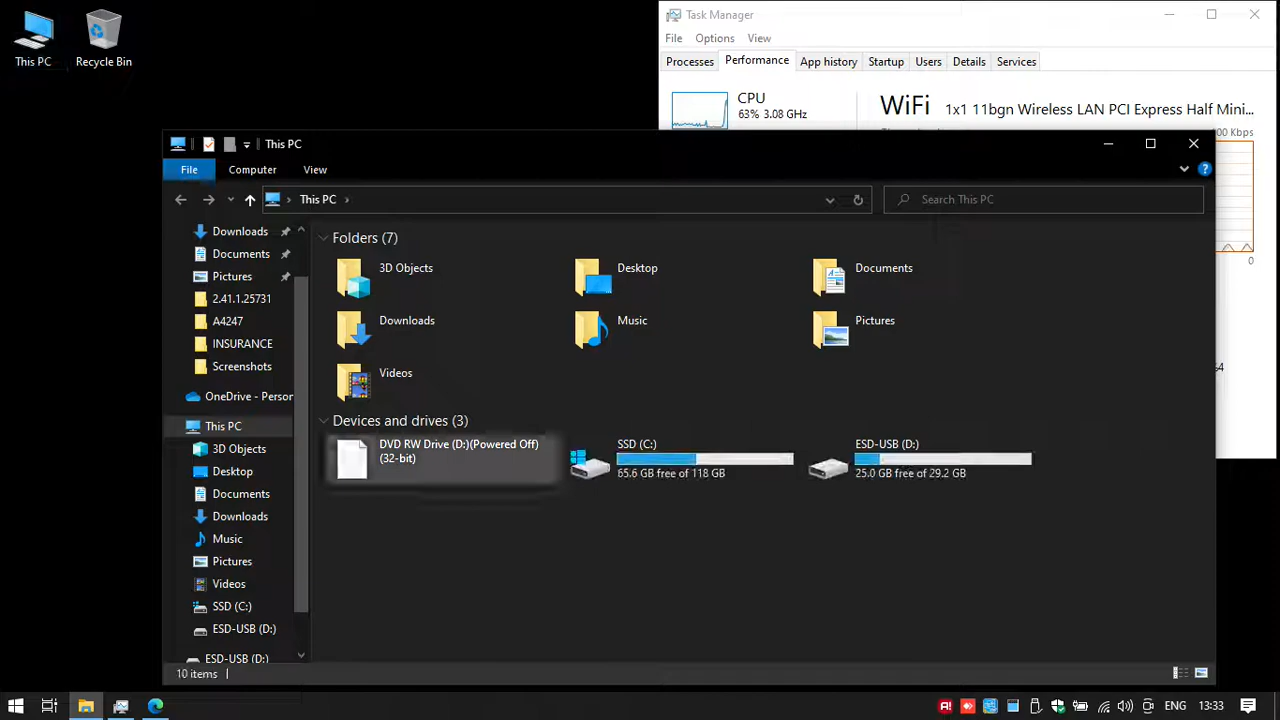 This PC
Recycle Bin
Task Manager
File Options View
Processes Performance App history Startup Users Details Services
CPU
63% 3.08 GHz
WiFi 1x1 11bgn Wireless LAN PCI Express Half Mini...
00 Kbps
0
64
This PC
File Computer View
This PC
Search This PC
Downloads
Documents
Pictures
2.41.1.25731
A4247
INSURANCE
Screenshots
OneDrive - Person
This PC
3D Objects
Desktop
Documents
Downloads
Music
Pictures
Videos
SSD (C:)
ESD-USB (D:)
ESD-USB (D:)
Folders (7)
3D Objects
Desktop
Documents
Downloads
Music
Pictures
Videos
Devices and drives (3)
DVD RW Drive (D:)(Powered Off)
(32-bit)
SSD (C:)
65.6 GB free of 118 GB
ESD-USB (D:)
25.0 GB free of 29.2 GB
10 items
ENG 13:33